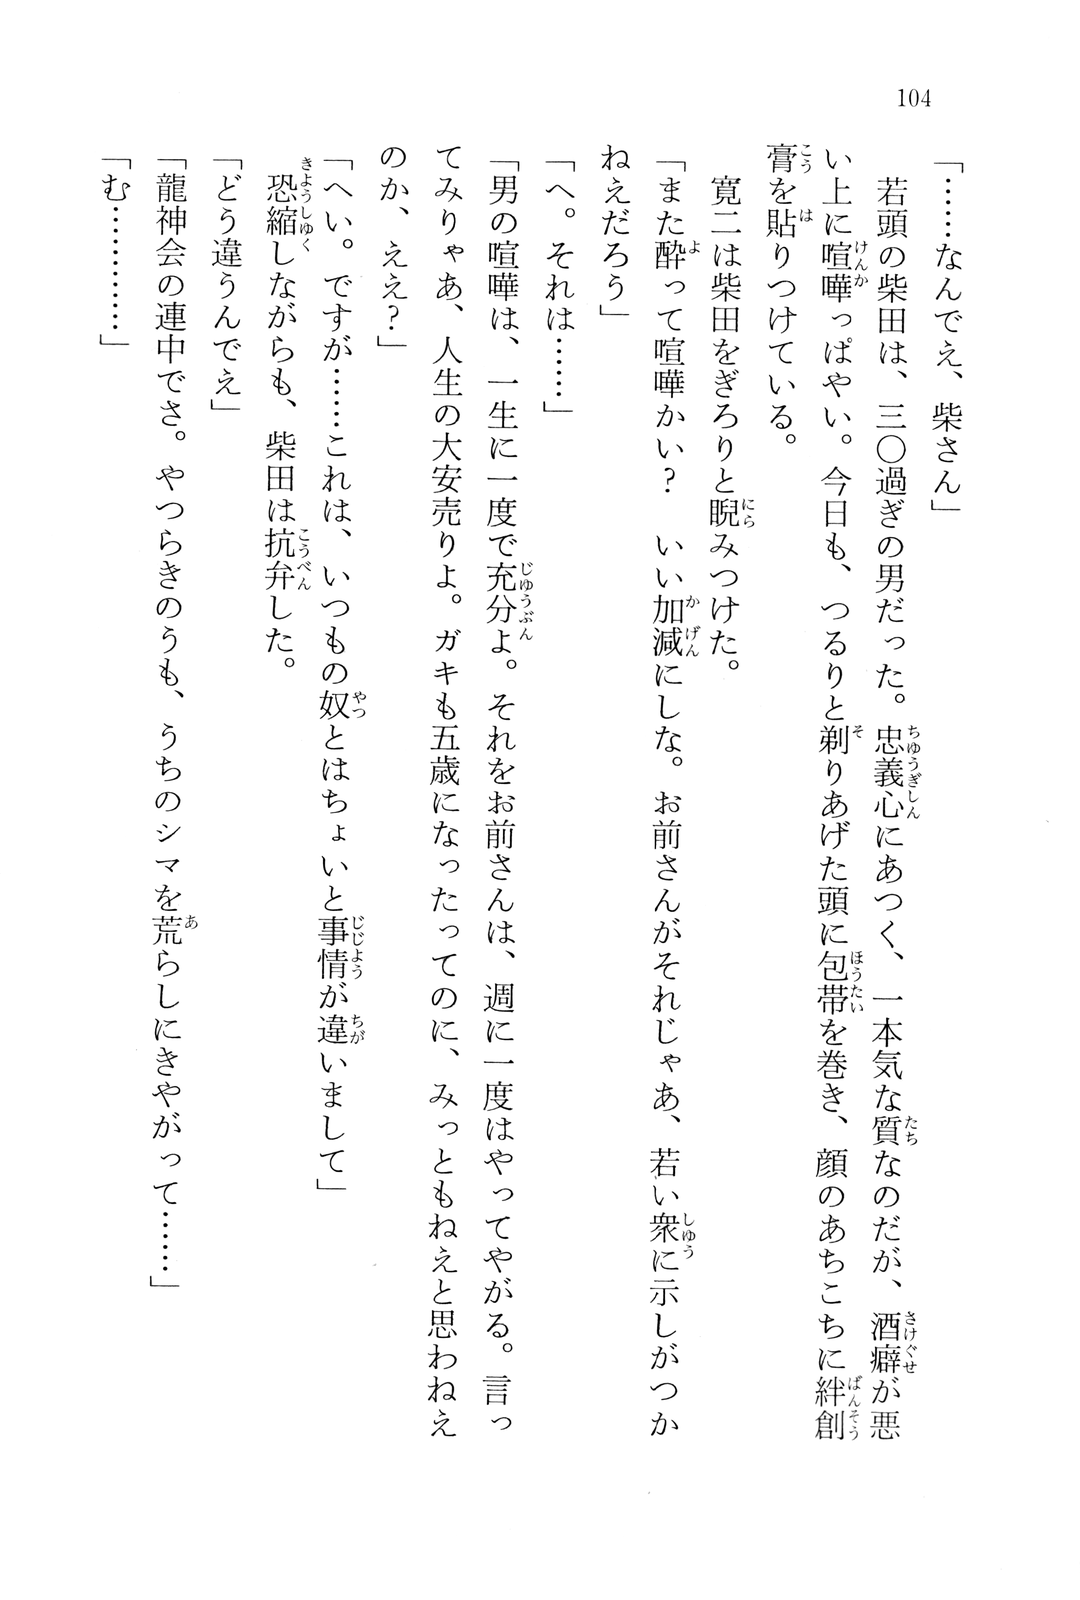 104
「……なんでえ、柴さん」
　若頭の柴田は、三〇過ぎの男だった。忠義心にあつく、一本気な質なのだが、酒癖が悪
い上に喧嘩っぱやい。今日も、つるりと剃りあげた頭に包帯を巻き、顔のあちこちに絆創
膏を貼りつけている。
　寛二は柴田をぎろりと睨みつけた。
「また酔って喧嘩かい？　いい加減にしな。お前さんがそれじゃあ、若い衆に示しがつか
ねえだろう」
「へ。それは……」
「男の喧嘩は、一生に一度で充分よ。それをお前さんは、週に一度はやってやがる。言っ
てみりゃあ、人生の大安売りよ。ガキも五歳になったってのに、みっともねえと思わねえ
のか、ええ？」
「へい。ですが……これは、いつもの奴とはちょいと事情が違いまして」
　恐縮しながらも、柴田は抗弁した。
「どう違うんでえ」
「龍神会の連中でさ。やつらきのうも、うちのシマを荒らしにきやがって……」
「む…………」